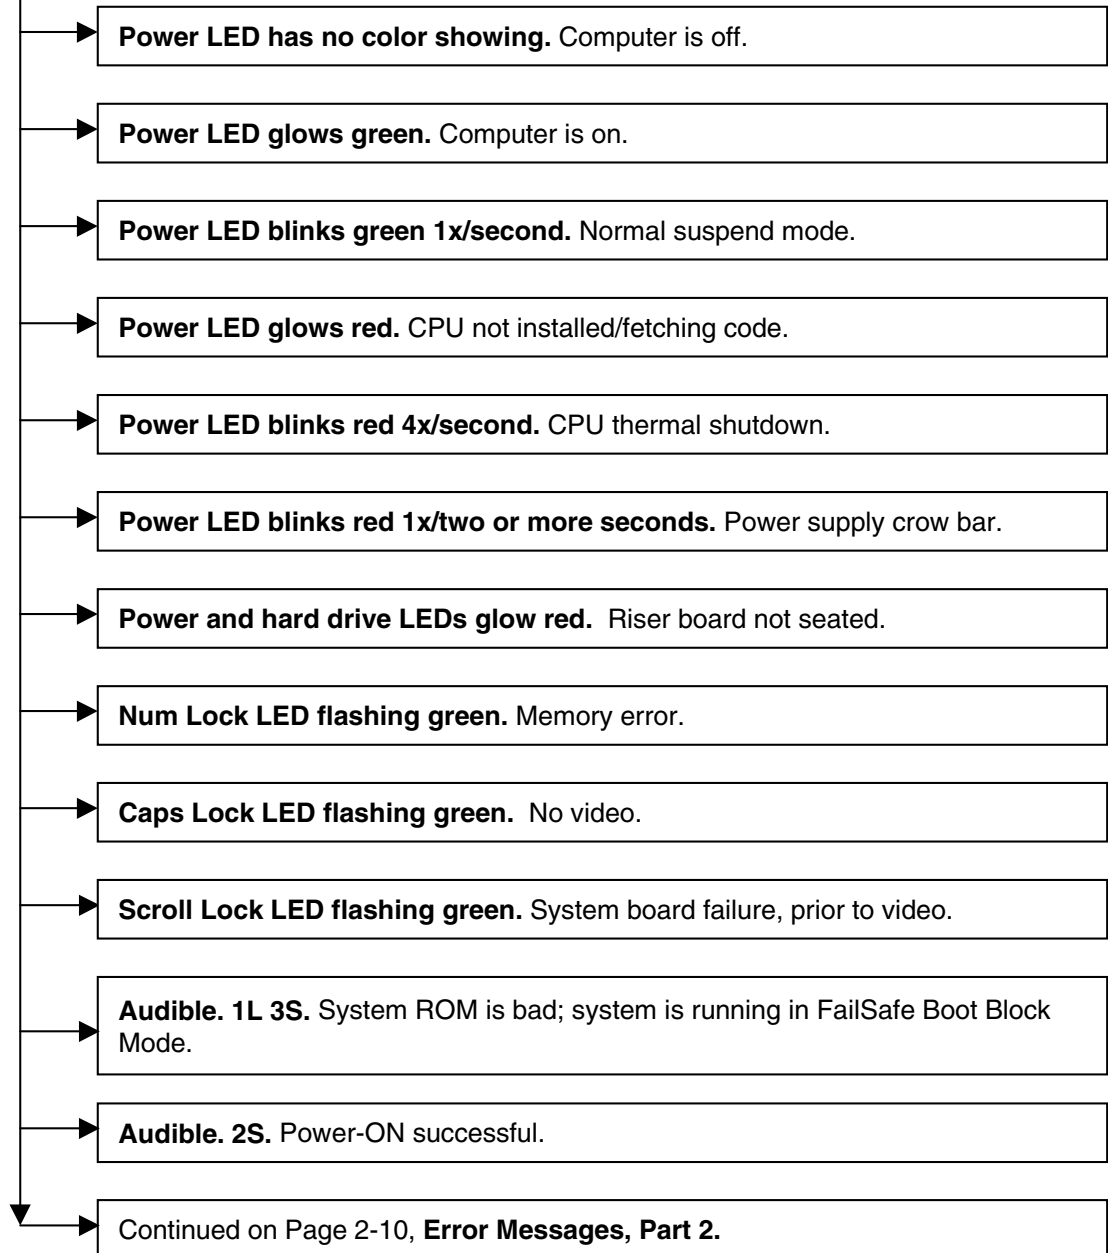 Power LED has no color showing. Computer is off.
Power LED glows green. Computer is on.
Power LED blinks green 1x/second. Normal suspend mode.
Power LED glows red. CPU not installed/fetching code.
Power LED blinks red 4x/second. CPU thermal shutdown.
Power LED blinks red 1x/two or more seconds. Power supply crow bar.
Power and hard drive LEDs glow red. Riser board not seated.
Num Lock LED flashing green. Memory error.
Caps Lock LED flashing green. No video.
Scroll Lock LED flashing green. System board failure, prior to video.
Audible. 1L 3S. System ROM is bad; system is running in FailSafe Boot Block
Mode.
Audible. 2S. Power-ON successful.
Continued on Page 2-10, Error Messages, Part 2.